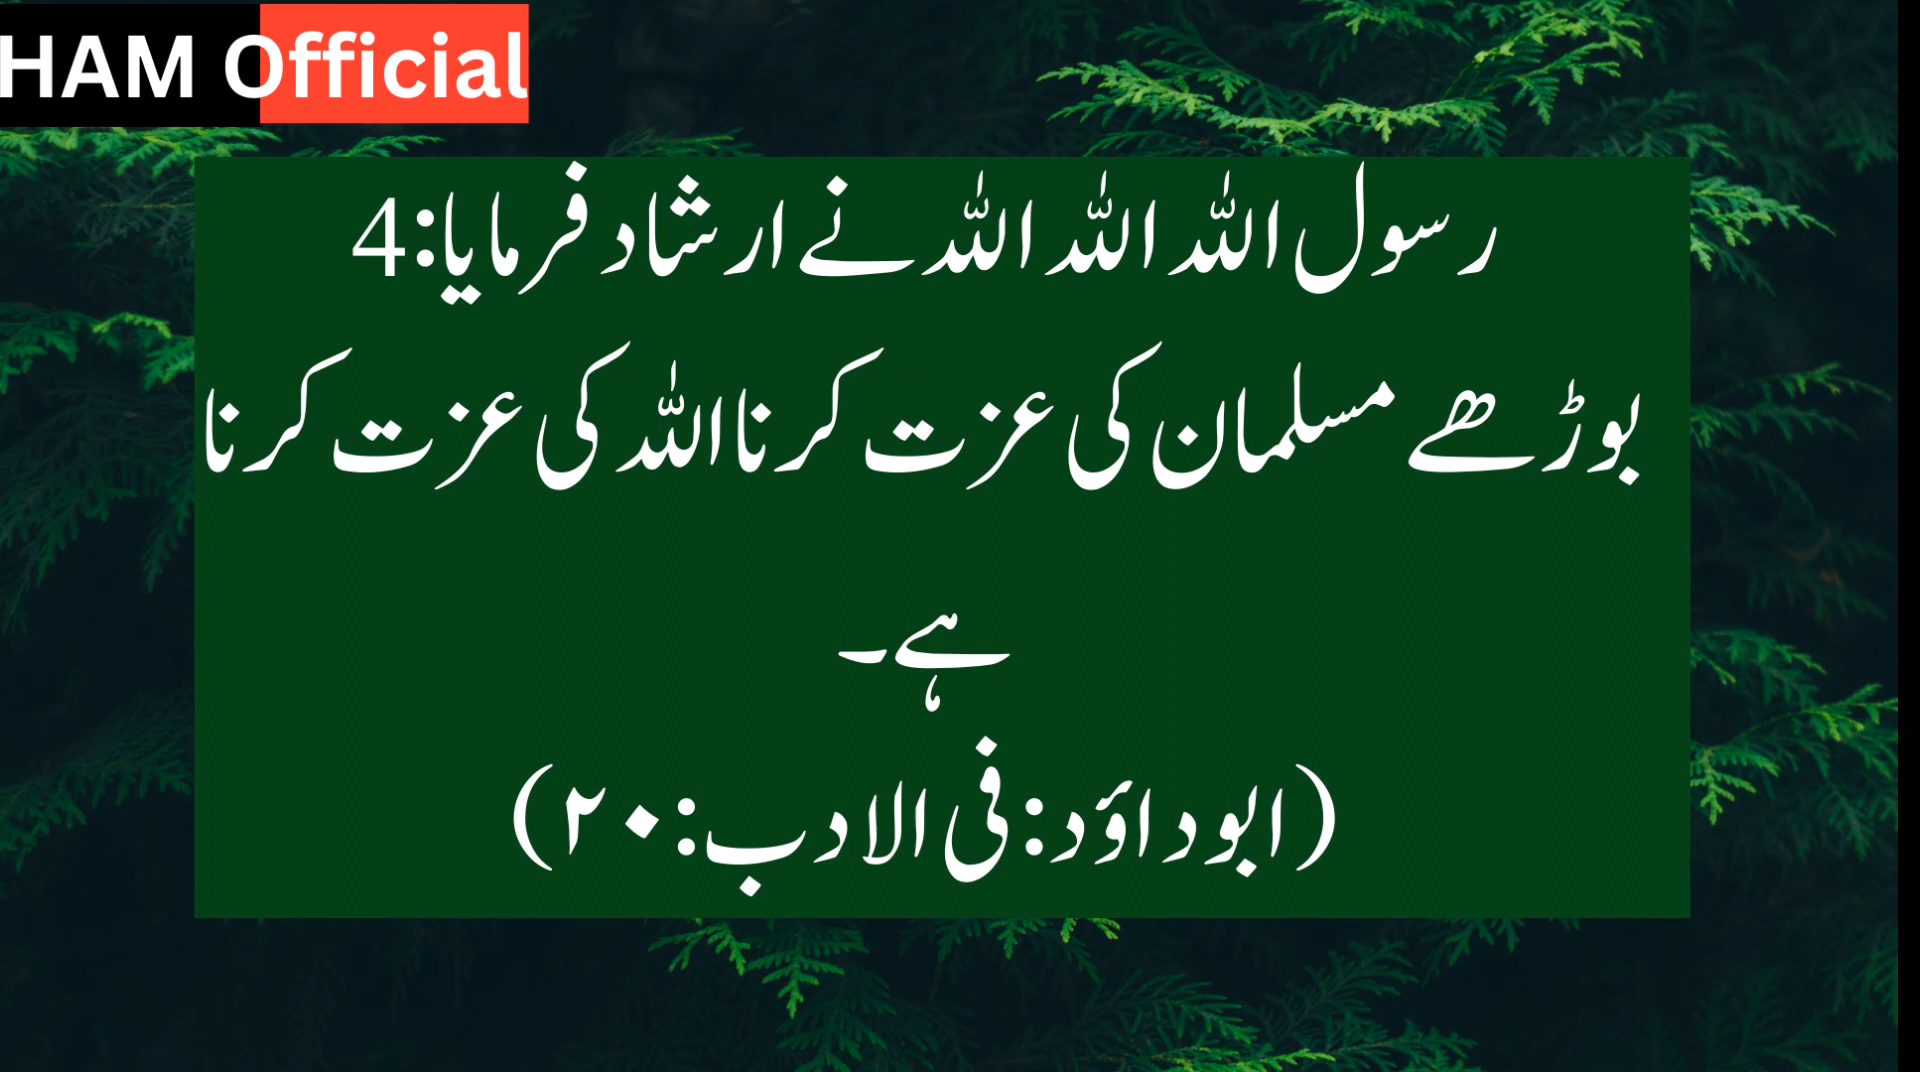 HAM Official
رسول اللہ اللہ اللہ نے ارشاد فرمایا:4
بوڑھے مسلمان کی عزت کرنا اللہ کی عزت کرنا
ہے۔
(ابوداؤد: فی الادب: ۲۰)